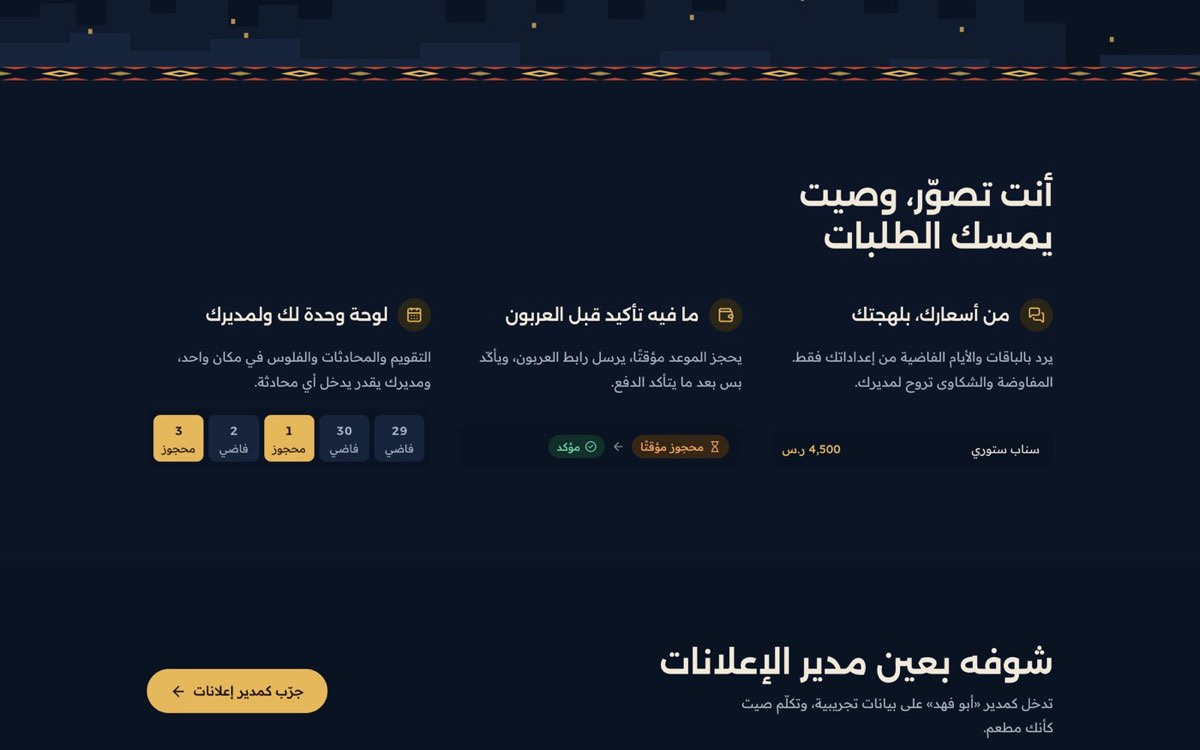 أنت تصوّر، وصيت
يمسك الطلبات
من أسعارك، بلهجتك
يرد بالباقات والأيام الفاضية من إعداداتك فقط.
المفاوضة والشكاوى تروح لمديرك.
سناب ستوري
4,500 ر.س
ما فيه تأكيد قبل العربون
يحجز الموعد مؤقتًا، يرسل رابط العربون، ويأكّد
بس بعد ما يتأكد الدفع.
محجوز مؤقتًا ← مؤكد
لوحة وحدة لك ولمديرك
التقويم والمحادثات والفلوس في مكان واحد،
ومديرك يقدر يدخل أي محادثة.
29 30 1 2 3
فاضي فاضي محجوز فاضي محجوز
شوفه بعين مدير الإعلانات
تدخل كمدير «أبو فهد» على بيانات تجريبية، وتكلّم صيت
كأنك مطعم.
جرّب كمدير إعلانات ←